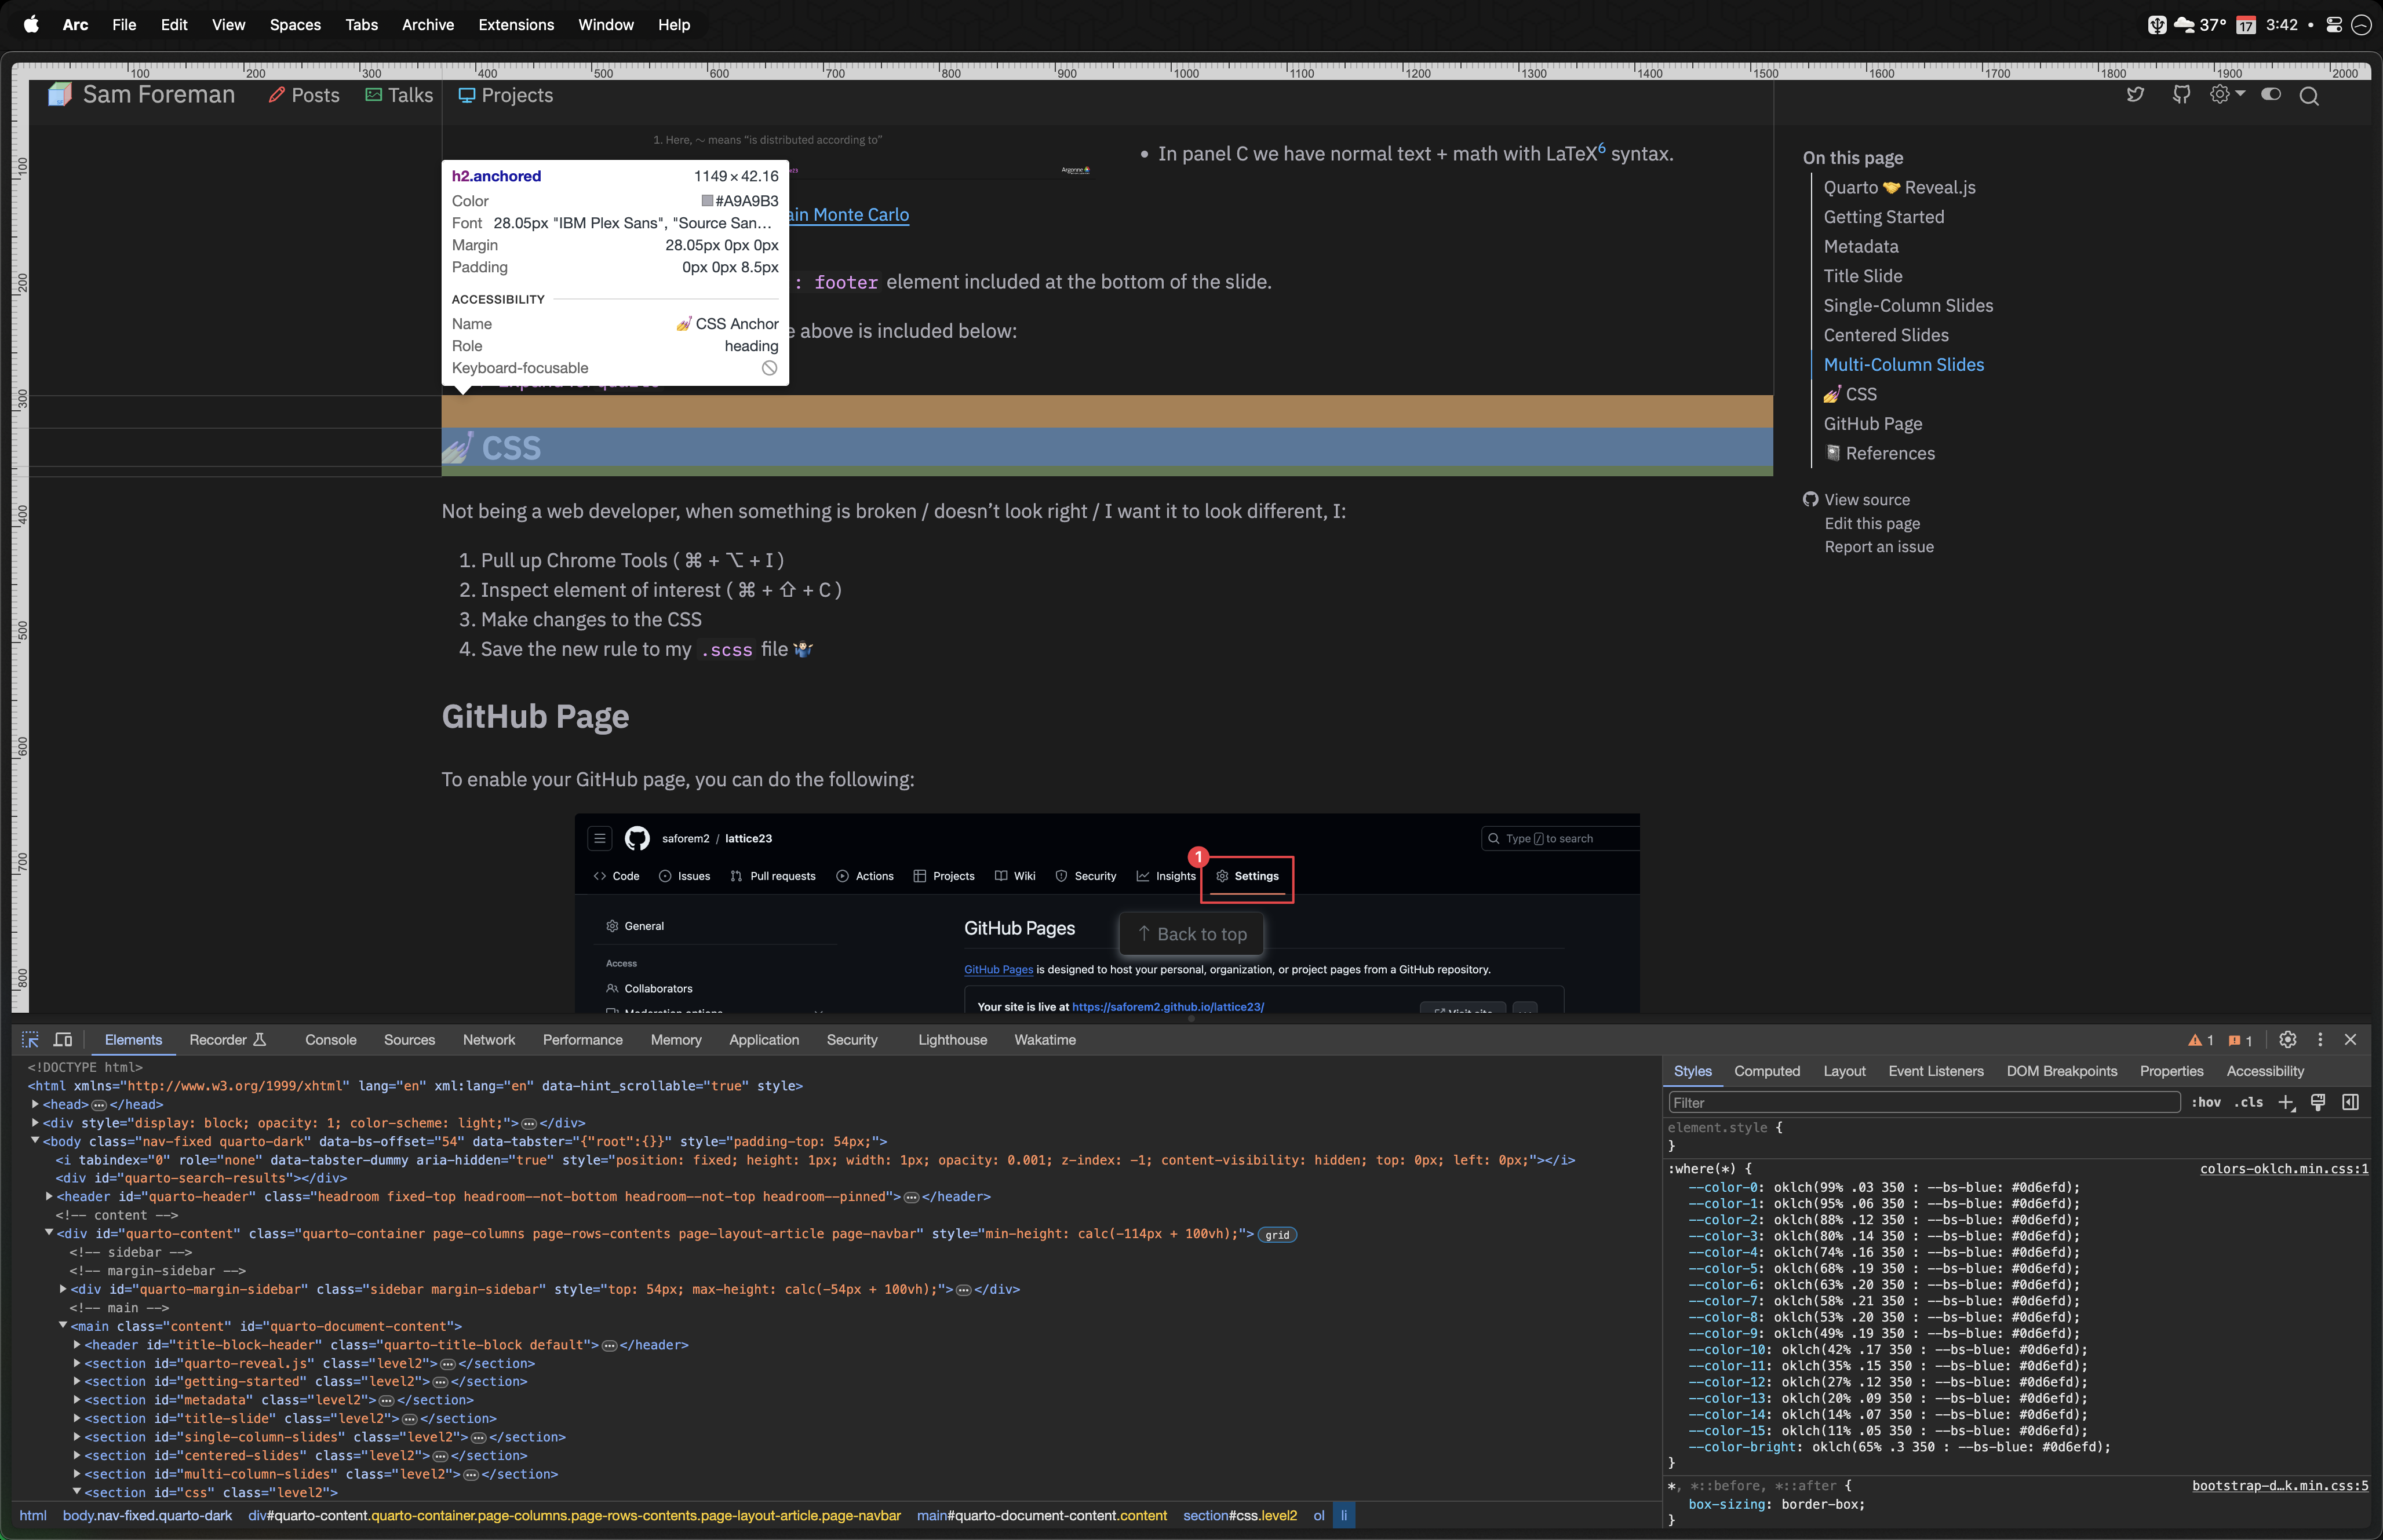 Arc File Edit View Spaces Tabs Archive Extensions Window Help
37° 17 3:42
100 200 300 400 500 600 700 800 900 1000 1100 1200 1300 1400 1500 1600 1700 1800 1900 2000
Sam Foreman Posts Talks Projects
1. Here, ∼ means “is distributed according to”
• In panel C we have normal text + math with LaTeX6 syntax.
Argonne
ain Monte Carlo
: footer element included at the bottom of the slide.
e above is included below:
h2.anchored 1149 × 42.16
Color #A9A9B3
Font 28.05px "IBM Plex Sans", "Source San…
Margin 28.05px 0px 0px
Padding 0px 0px 8.5px
ACCESSIBILITY
Name 💅 CSS Anchor
Role heading
Keyboard-focusable
💅 CSS
Not being a web developer, when something is broken / doesn’t look right / I want it to look different, I:
1. Pull up Chrome Tools ( ⌘ + ⌥ + I )
2. Inspect element of interest ( ⌘ + ⇧ + C )
3. Make changes to the CSS
4. Save the new rule to my .scss file 🤷🏻‍♂️
GitHub Page
To enable your GitHub page, you can do the following:
saforem2 / lattice23 Type / to search
1
Code Issues Pull requests Actions Projects Wiki Security Insights Settings
General
Access
Collaborators
GitHub Pages
↑ Back to top
GitHub Pages is designed to host your personal, organization, or project pages from a GitHub repository.
Your site is live at https://saforem2.github.io/lattice23/
100
200
300
400
500
600
700
800
On this page
Quarto 🤝 Reveal.js
Getting Started
Metadata
Title Slide
Single-Column Slides
Centered Slides
Multi-Column Slides
💅 CSS
GitHub Page
📓 References
View source
Edit this page
Report an issue
Elements Recorder Console Sources Network Performance Memory Application Security Lighthouse Wakatime 1 1
<!DOCTYPE html>
<html xmlns="http://www.w3.org/1999/xhtml" lang="en" xml:lang="en" data-hint_scrollable="true" style>
▶<head>…</head>
▶<div style="display: block; opacity: 1; color-scheme: light;">…</div>
▼<body class="nav-fixed quarto-dark" data-bs-offset="54" data-tabster="{"root":{}}" style="padding-top: 54px;">
<i tabindex="0" role="none" data-tabster-dummy aria-hidden="true" style="position: fixed; height: 1px; width: 1px; opacity: 0.001; z-index: -1; content-visibility: hidden; top: 0px; left: 0px;"></i>
<div id="quarto-search-results"></div>
▶<header id="quarto-header" class="headroom fixed-top headroom--not-bottom headroom--not-top headroom--pinned">…</header>
<!-- content -->
▼<div id="quarto-content" class="quarto-container page-columns page-rows-contents page-layout-article page-navbar" style="min-height: calc(-114px + 100vh);"> grid
<!-- sidebar -->
<!-- margin-sidebar -->
▶<div id="quarto-margin-sidebar" class="sidebar margin-sidebar" style="top: 54px; max-height: calc(-54px + 100vh);">…</div>
<!-- main -->
▼<main class="content" id="quarto-document-content">
▶<header id="title-block-header" class="quarto-title-block default">…</header>
▶<section id="quarto-reveal.js" class="level2">…</section>
▶<section id="getting-started" class="level2">…</section>
▶<section id="metadata" class="level2">…</section>
▶<section id="title-slide" class="level2">…</section>
▶<section id="single-column-slides" class="level2">…</section>
▶<section id="centered-slides" class="level2">…</section>
▶<section id="multi-column-slides" class="level2">…</section>
▼<section id="css" class="level2">
html body.nav-fixed.quarto-dark div#quarto-content.quarto-container.page-columns.page-rows-contents.page-layout-article.page-navbar main#quarto-document-content.content section#css.level2 ol li
Styles Computed Layout Event Listeners DOM Breakpoints Properties Accessibility
Filter :hov .cls
element.style {
}
:where(*) { colors-oklch.min.css:1
--color-0: oklch(99% .03 350 : --bs-blue: #0d6efd);
--color-1: oklch(95% .06 350 : --bs-blue: #0d6efd);
--color-2: oklch(88% .12 350 : --bs-blue: #0d6efd);
--color-3: oklch(80% .14 350 : --bs-blue: #0d6efd);
--color-4: oklch(74% .16 350 : --bs-blue: #0d6efd);
--color-5: oklch(68% .19 350 : --bs-blue: #0d6efd);
--color-6: oklch(63% .20 350 : --bs-blue: #0d6efd);
--color-7: oklch(58% .21 350 : --bs-blue: #0d6efd);
--color-8: oklch(53% .20 350 : --bs-blue: #0d6efd);
--color-9: oklch(49% .19 350 : --bs-blue: #0d6efd);
--color-10: oklch(42% .17 350 : --bs-blue: #0d6efd);
--color-11: oklch(35% .15 350 : --bs-blue: #0d6efd);
--color-12: oklch(27% .12 350 : --bs-blue: #0d6efd);
--color-13: oklch(20% .09 350 : --bs-blue: #0d6efd);
--color-14: oklch(14% .07 350 : --bs-blue: #0d6efd);
--color-15: oklch(11% .05 350 : --bs-blue: #0d6efd);
--color-bright: oklch(65% .3 350 : --bs-blue: #0d6efd);
}
*, *::before, *::after { bootstrap-d…k.min.css:5
box-sizing: border-box;
}